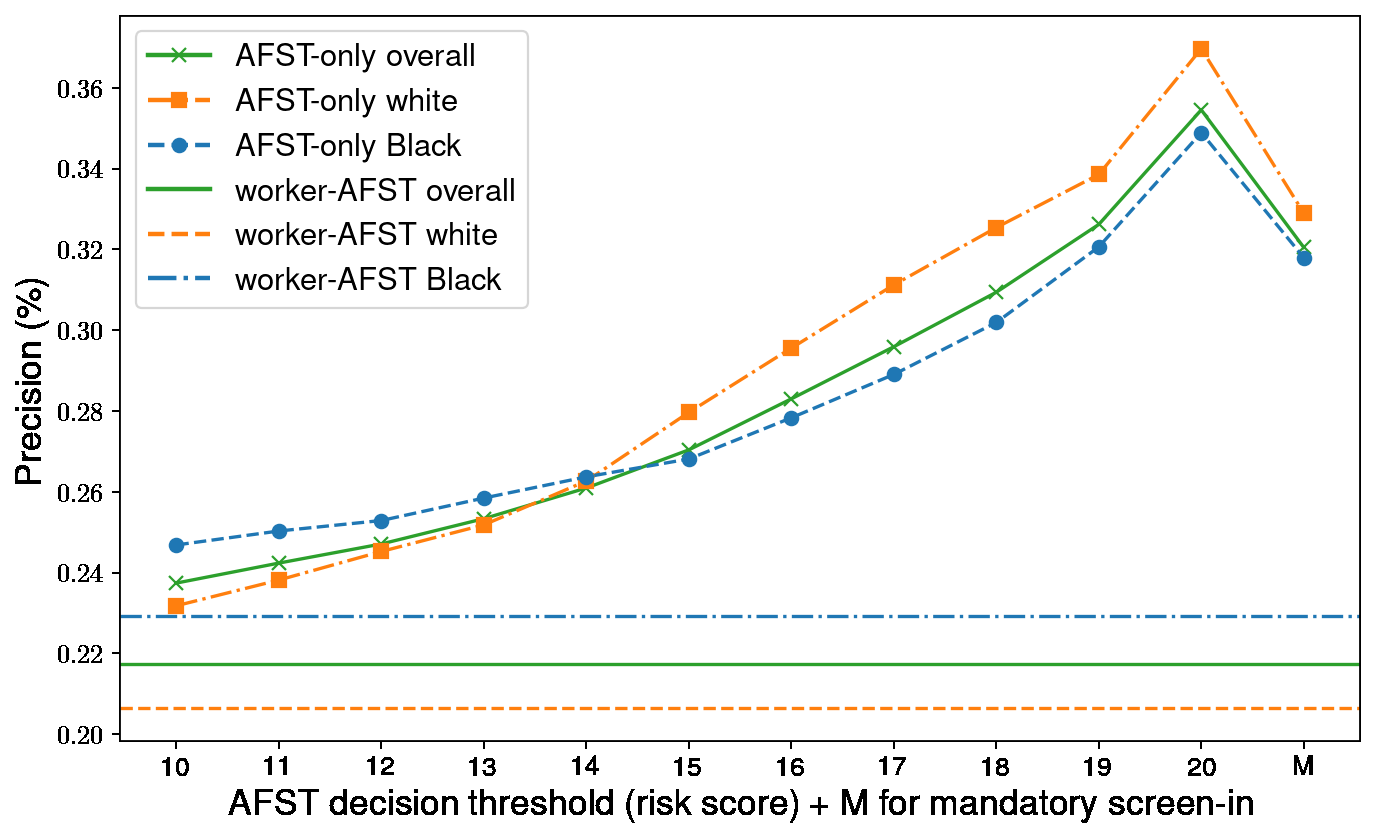 AFST-only overall
AFST-only white
AFST-only Black
worker-AFST overall
worker-AFST white
worker-AFST Black
Precision (%)
0.36
0.34
0.32
0.30
0.28
0.26
0.24
0.22
0.20
10 11 12 13 14 15 16 17 18 19 20 M
AFST decision threshold (risk score) + M for mandatory screen-in